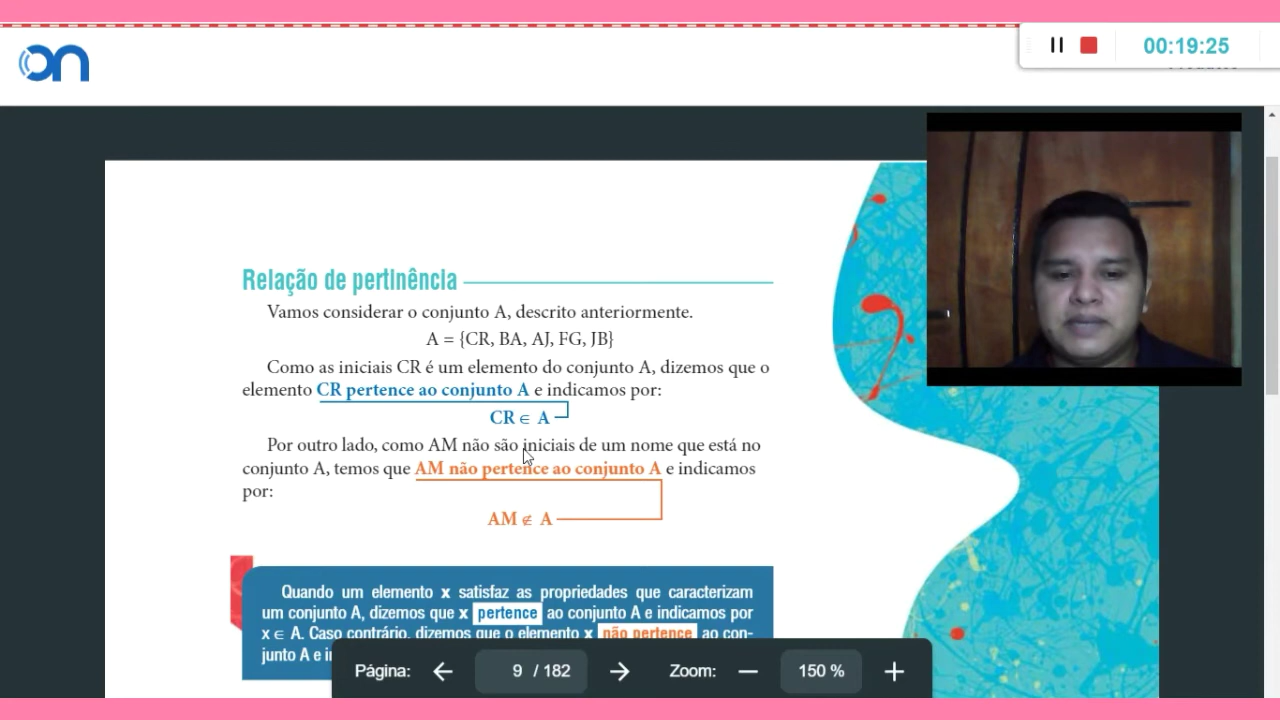 on
00:19:25
Relação de pertinência
Vamos considerar o conjunto A, descrito anteriormente.
A = {CR, BA, AJ, FG, JB}
Como as iniciais CR é um elemento do conjunto A, dizemos que o
elemento CR pertence ao conjunto A e indicamos por:
CR ∈ A
Por outro lado, como AM não são iniciais de um nome que está no
conjunto A, temos que AM não pertence ao conjunto A e indicamos
por:
AM ∉ A
Quando um elemento x satisfaz as propriedades que caracterizam
um conjunto A, dizemos que x pertence ao conjunto A e indicamos por
x ∈ A. Caso contrário, dizemos que o elemento x não pertence ao con-
junto A e
Página: 9 / 182 Zoom: 150 %